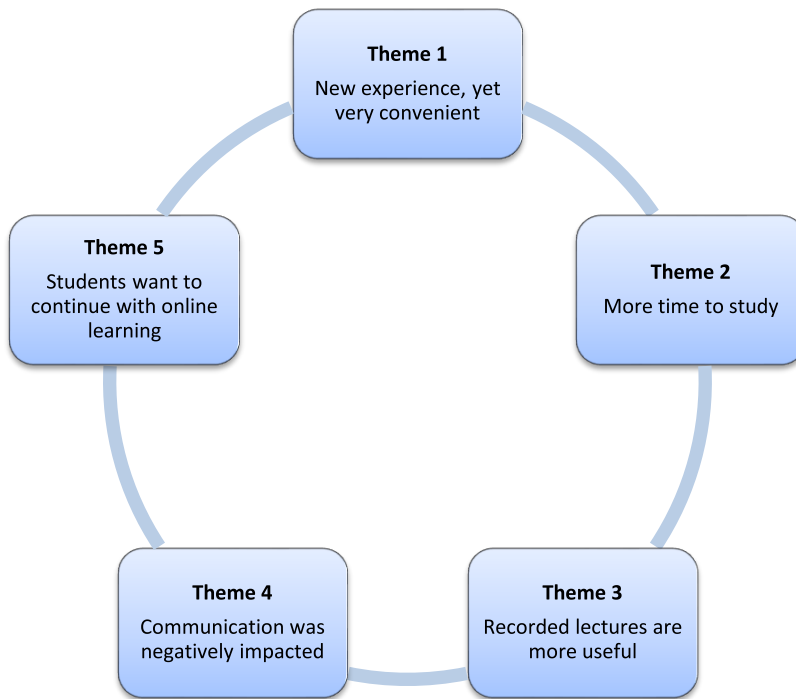 Theme 1
New experience, yet
very convenient
Theme 2
More time to study
Theme 3
Recorded lectures are
more useful
Theme 4
Communication was
negatively impacted
Theme 5
Students want to
continue with online
learning